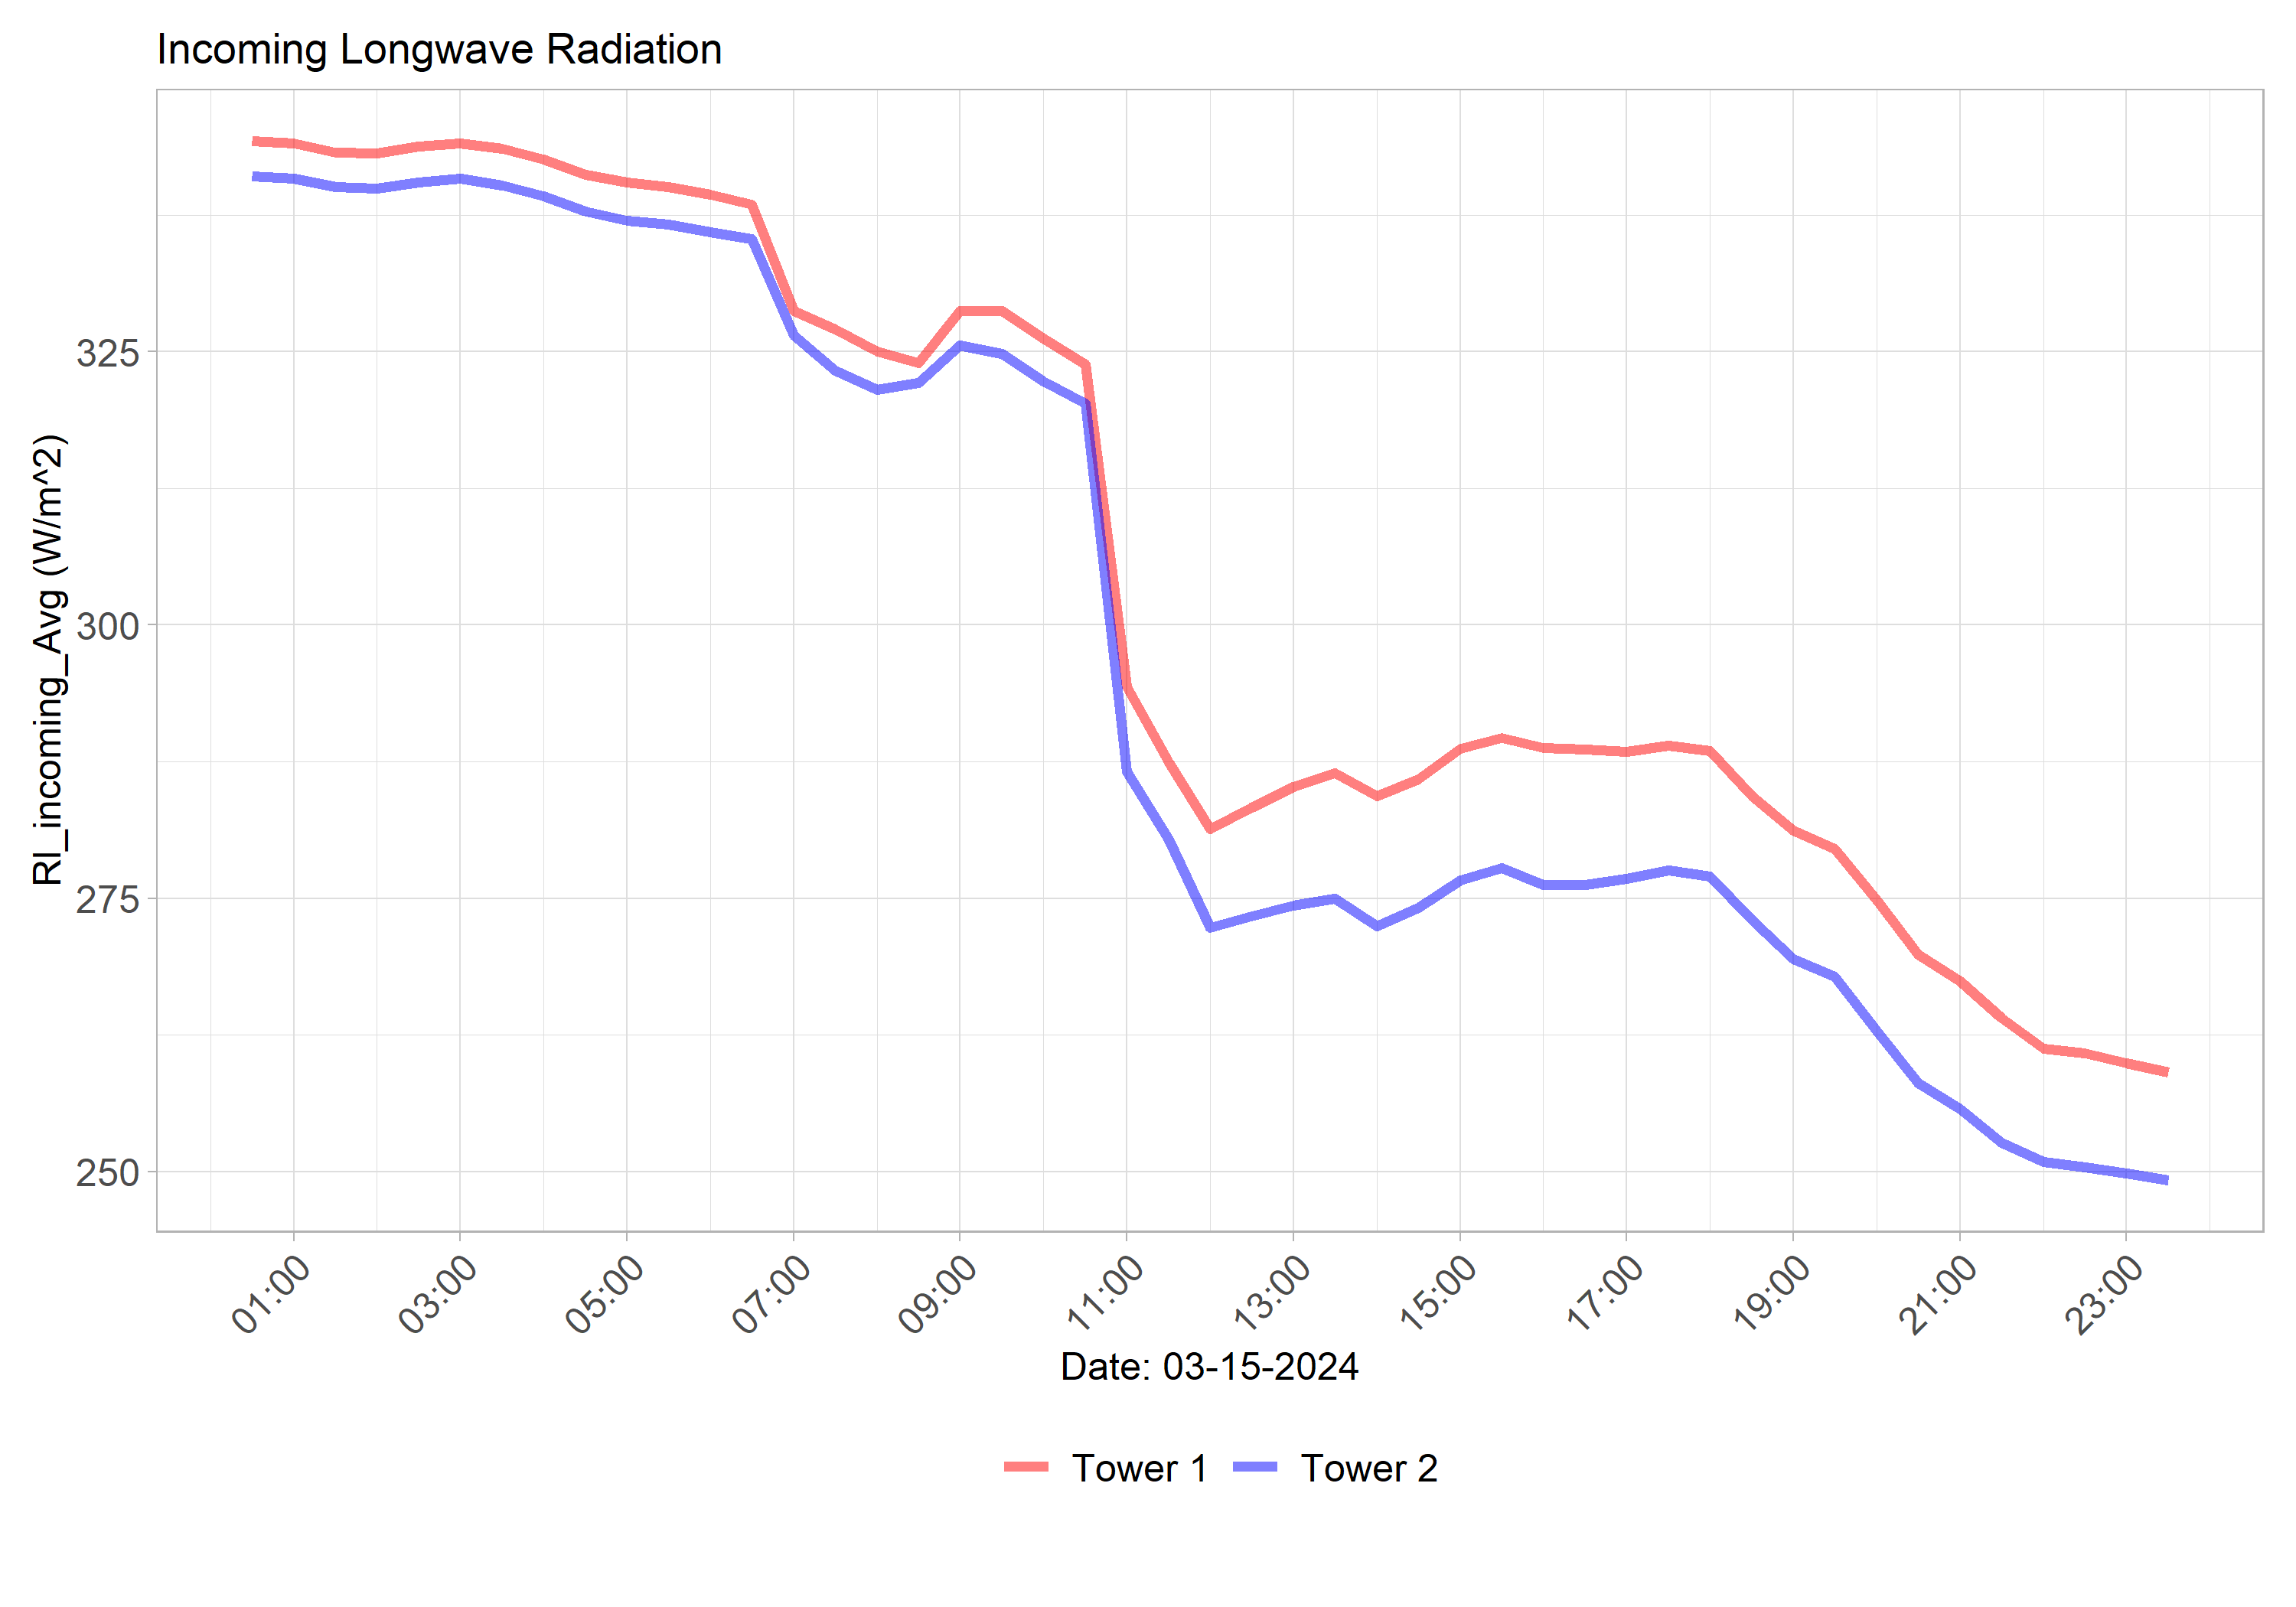 Incoming Longwave Radiation
Rl_incoming_Avg (W/m^2)
325
300
275
250
01:00 03:00 05:00 07:00 09:00 11:00 13:00 15:00 17:00 19:00 21:00 23:00
Date: 03-15-2024
Tower 1 Tower 2